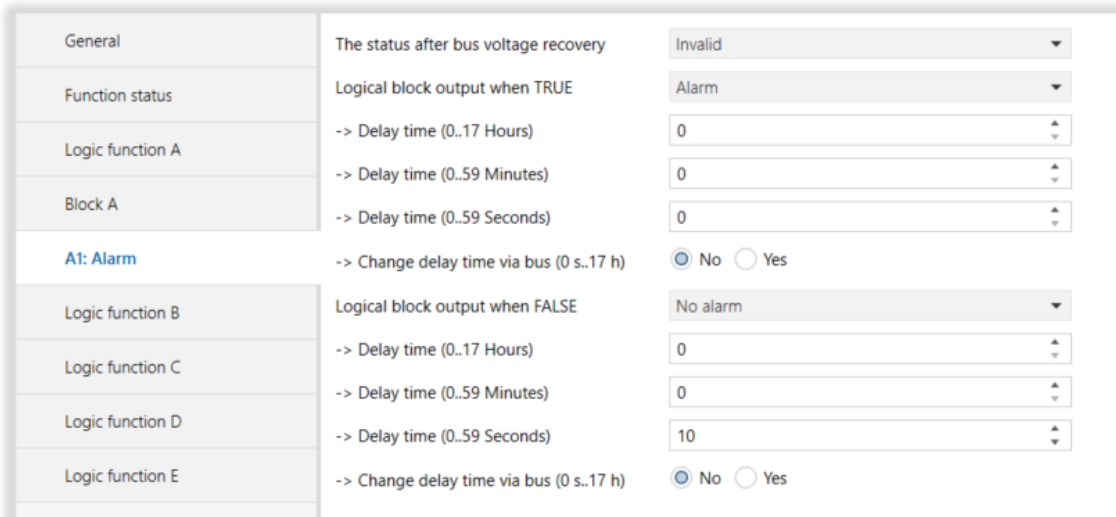 General
Function status
Logic function A
Block A
A1: Alarm
Logic function B
Logic function C
Logic function D
Logic function E
The status after bus voltage recovery Invalid
Logical block output when TRUE Alarm
-> Delay time (0..17 Hours) 0
-> Delay time (0..59 Minutes) 0
-> Delay time (0..59 Seconds) 0
-> Change delay time via bus (0 s..17 h) No Yes
Logical block output when FALSE No alarm
-> Delay time (0..17 Hours) 0
-> Delay time (0..59 Minutes) 0
-> Delay time (0..59 Seconds) 10
-> Change delay time via bus (0 s..17 h) No Yes